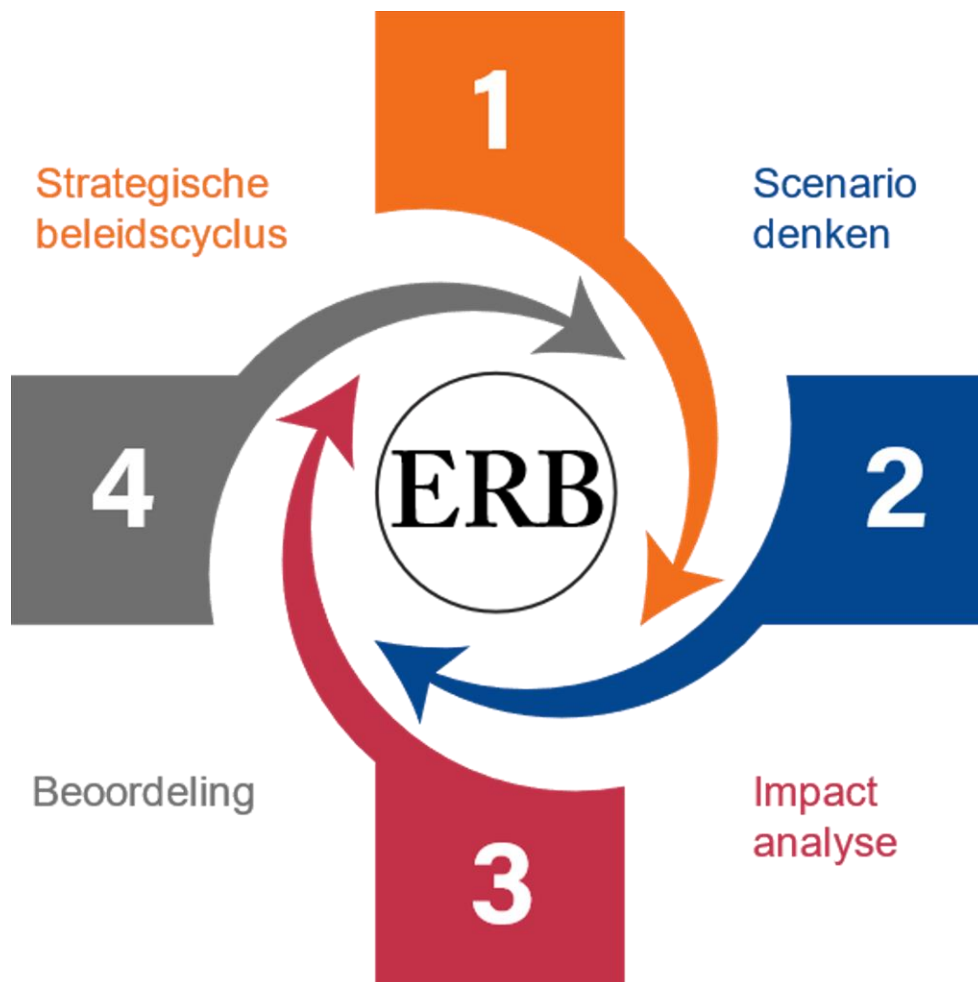 1
Strategische
beleidscyclus
Scenario
denken
4
ERB
2
Beoordeling
Impact
analyse
3